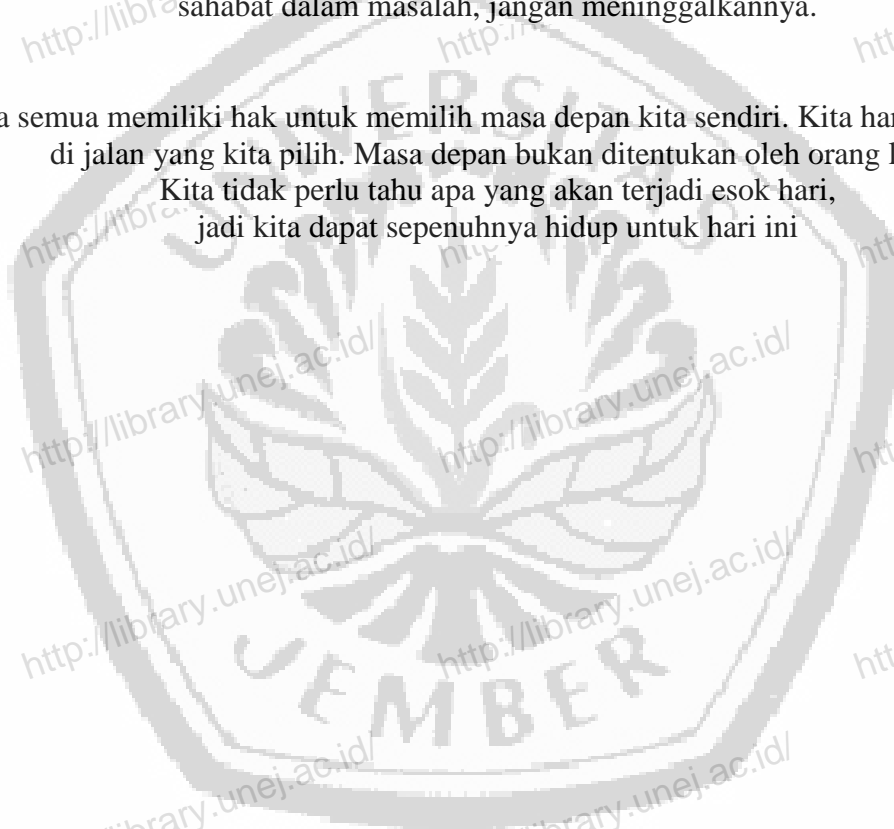 sahabat dalam masalah, jangan meninggalkannya.
semua memiliki hak untuk memilih masa depan kita sendiri. Kita
di jalan yang kita pilih. Masa depan bukan ditentukan oleh orang
Kita tidak perlu tahu apa yang akan terjadi esok hari,
jadi kita dapat sepenuhnya hidup untuk hari ini
UNIVERSITAS
JEMBER
http://library.unej.ac.id/
http://library.unej.ac.id/
http://library.unej.ac.id/
http://library.unej.ac.id/